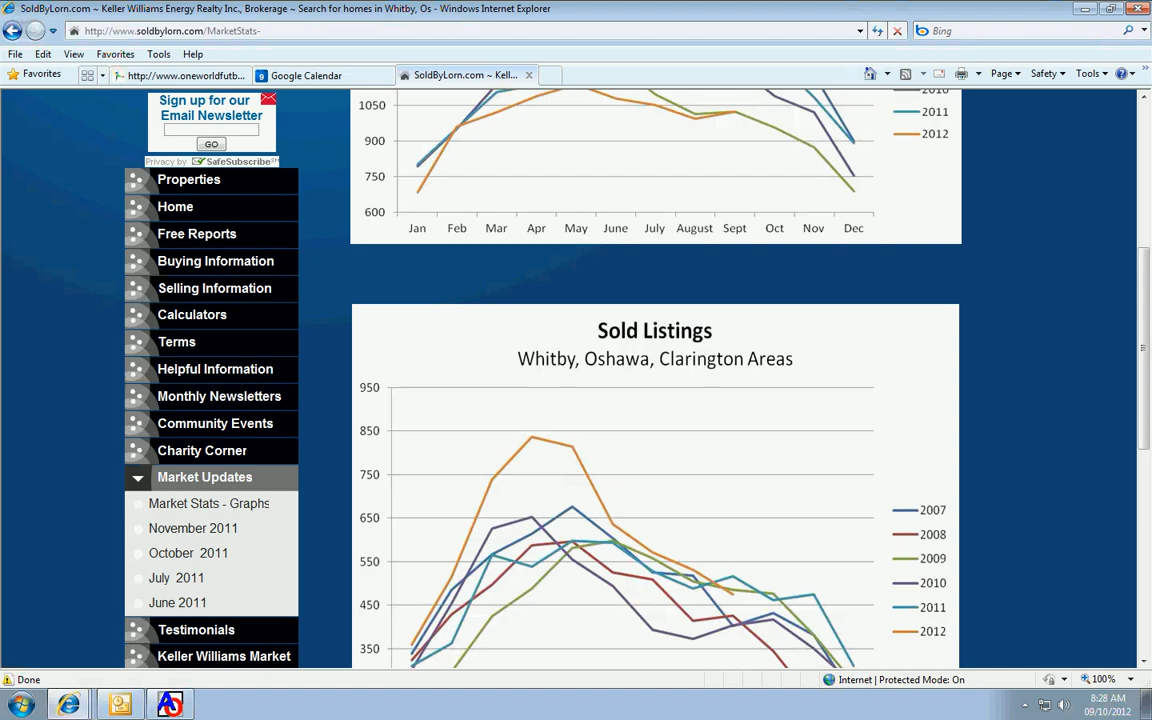 SoldByLorn.com ~ Keller Williams Energy Realty Inc., Brokerage ~ Search for homes in Whitby, Os - Windows Internet Explorer
http://www.soldbylorn.com/MarketStats-
Bing
File Edit View Favorites Tools Help
Favorites
http://www.oneworldfutb...
9 Google Calendar
SoldByLorn.com ~ Kell...
Page Safety Tools
Sign up for our
Email Newsletter
GO
Privacy by SafeSubscribe
Properties
Home
Free Reports
Buying Information
Selling Information
Calculators
Terms
Helpful Information
Monthly Newsletters
Community Events
Charity Corner
Market Updates
Market Stats - Graphs
November 2011
October 2011
July 2011
June 2011
Testimonials
Keller Williams Market
1050
900
750
600
Jan Feb Mar Apr May June July August Sept Oct Nov Dec
2010
2011
2012
Sold Listings
Whitby, Oshawa, Clarington Areas
950
850
750
650
550
450
350
2007
2008
2009
2010
2011
2012
Done
Internet | Protected Mode: On
100%
8:28 AM
09/10/2012